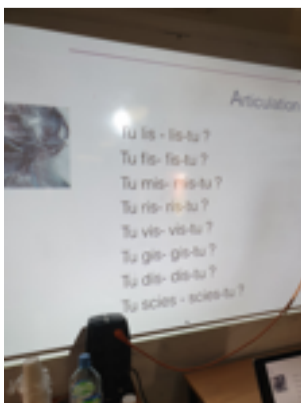 Articulation
Tu lis - lis-tu ?
Tu fis- fis-tu ?
Tu mis- mis-tu ?
Tu ris- ris-tu ?
Tu vis- vis-tu ?
Tu gis- gis-tu ?
Tu dis- dis-tu ?
Tu scies - scies-tu ?